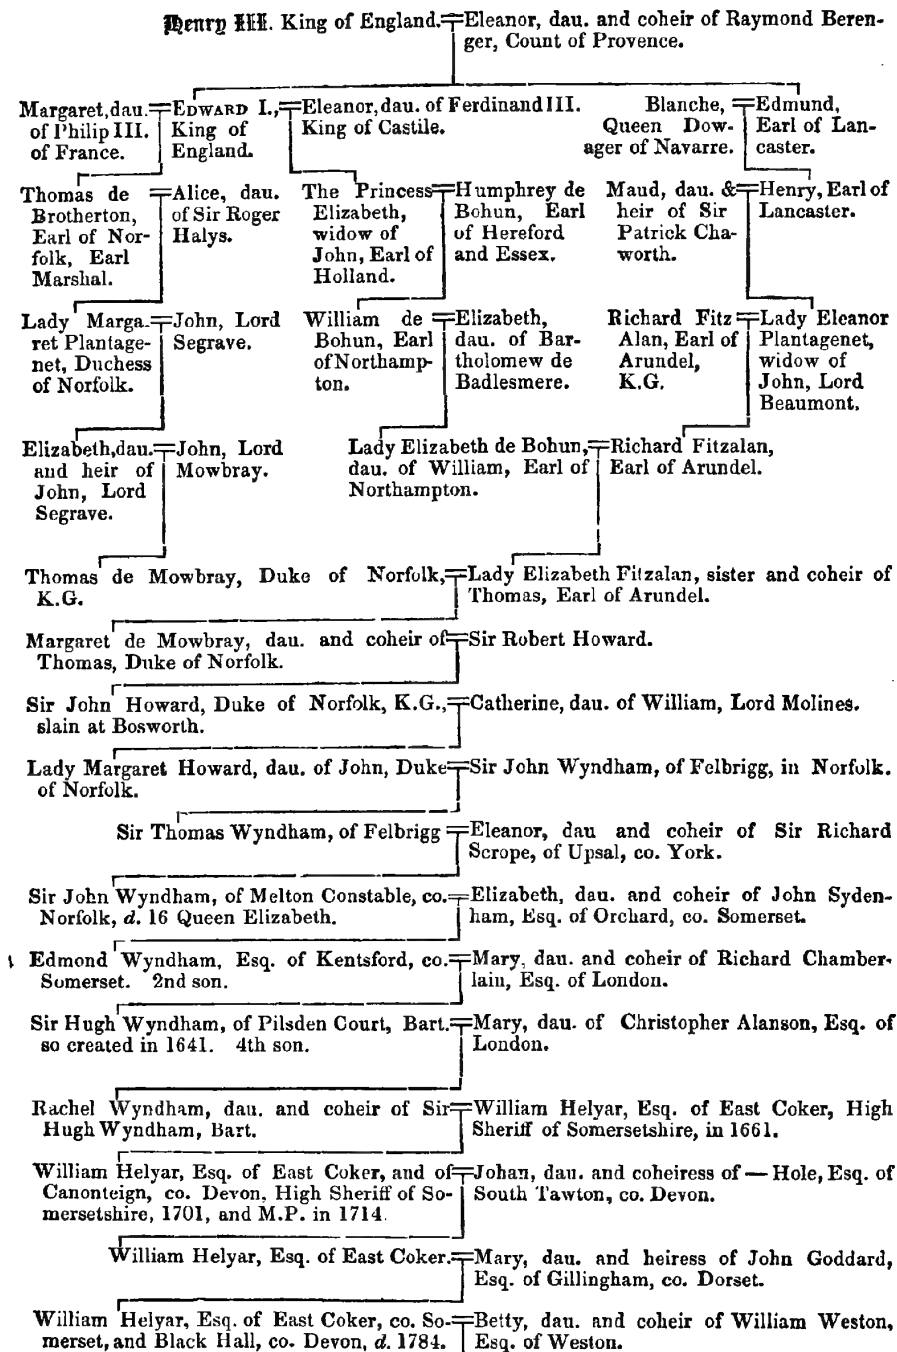 Henry III. King of England.=Eleanor, dau. and coheir of Raymond Beren-
ger, Count of Provence.
Margaret, dau.
of Philip III.
of France.
=EDWARD I.,
King of
England.
=Eleanor, dau. of Ferdinand III.
King of Castile.
Blanche,
Queen Dow-
ager of Navarre.
=Edmund,
Earl of Lan-
caster.
Thomas de
Brotherton,
Earl of Nor-
folk, Earl
Marshal.
=Alice, dau.
of Sir Roger
Halys.
The Princess
Elizabeth,
widow of
John, Earl of
Holland.
=Humphrey de
Bohun, Earl
of Hereford
and Essex.
Maud, dau. &
heir of Sir
Patrick Cha-
worth.
=Henry, Earl of
Lancaster.
Lady Marga-
ret Plantage-
net, Duchess
of Norfolk.
=John, Lord
Segrave.
William de
Bohun, Earl
of Northamp-
ton.
=Elizabeth,
dau. of Bar-
tholomew de
Badlesmere.
Richard Fitz
Alan, Earl of
Arundel,
K.G.
=Lady Eleanor
Plantagenet,
widow of
John, Lord
Beaumont.
Elizabeth, dau.
and heir of
John, Lord
Segrave.
=John, Lord
Mowbray.
Lady Elizabeth de Bohun,
dau. of William, Earl of
Northampton.
=Richard Fitzalan,
Earl of Arundel.
Thomas de Mowbray, Duke of Norfolk,
K.G.
=Lady Elizabeth Fitzalan, sister and coheir of
Thomas, Earl of Arundel.
Margaret de Mowbray, dau. and coheir of
Thomas, Duke of Norfolk.
=Sir Robert Howard.
Sir John Howard, Duke of Norfolk, K.G.,
slain at Bosworth.
=Catherine, dau. of William, Lord Molines.
Lady Margaret Howard, dau. of John, Duke
of Norfolk.
=Sir John Wyndham, of Felbrigg, in Norfolk.
Sir Thomas Wyndham, of Felbrigg
=Eleanor, dau and coheir of Sir Richard
Scrope, of Upsal, co. York.
Sir John Wyndham, of Melton Constable, co.
Norfolk, d. 16 Queen Elizabeth.
=Elizabeth, dau. and coheir of John Syden-
ham, Esq. of Orchard, co. Somerset.
Edmond Wyndham, Esq. of Kentsford, co.
Somerset. 2nd son.
=Mary, dau. and coheir of Richard Chamber-
lain, Esq. of London.
Sir Hugh Wyndham, of Pilsden Court, Bart.
so created in 1641. 4th son.
=Mary, dau. of Christopher Alanson, Esq. of
London.
Rachel Wyndham, dau. and coheir of Sir
Hugh Wyndham, Bart.
=William Helyar, Esq. of East Coker, High
Sheriff of Somersetshire, in 1661.
William Helyar, Esq. of East Coker, and of
Canonteign, co. Devon, High Sheriff of So-
mersetshire, 1701, and M.P. in 1714.
=Johan, dau. and coheiress of — Hole, Esq. of
South Tawton, co. Devon.
William Helyar, Esq. of East Coker.
=Mary, dau. and heiress of John Goddard,
Esq. of Gillingham, co. Dorset.
William Helyar, Esq. of East Coker, co. So-
merset, and Black Hall, co. Devon, d. 1784.
=Betty, dau. and coheir of William Weston,
Esq. of Weston.